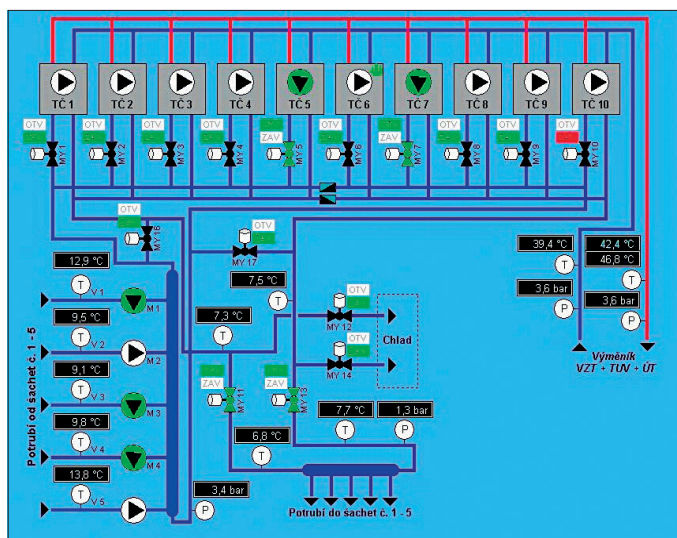 TČ 1 TČ 2 TČ 3 TČ 4 TČ 5 TČ 6 TČ 7 TČ 8 TČ 9 TČ 10
OTV OTV OTV OTV OTV OTV OTV OTV
ZAV ZAV
MY 1 MY 2 MY 3 MY 4 MY 5 MY 6 MY 7 MY 8 MY 9 MY 10
OTV
MY 16
OTV
MY 17
39,4 °C 42,4 °C
46,8 °C
T T
3,6 bar 3,6 bar
P P
Výměník
VZT + TUV + ÚT
12,9 °C
T V 1 M 1
9,5 °C
T V 2 M 2
9,1 °C
T V 3 M 3
9,8 °C
T V 4 M 4
13,8 °C
T V 5
Potrubí od šachet č. 1 - 5
3,4 bar
P
7,5 °C
T
7,3 °C
T
OTV
MY 12
OTV
MY 14
Chlad
ZAV
MY 11
ZAV
MY 13
7,7 °C
T
1,3 bar
P
6,8 °C
T
Potrubí do šachet č. 1 - 5